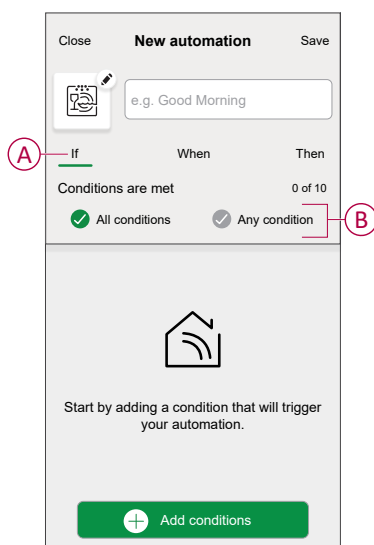 Close New automation Save
e.g. Good Morning
A If When Then
Conditions are met 0 of 10
All conditions Any condition B
Start by adding a condition that will trigger
your automation.
Add conditions